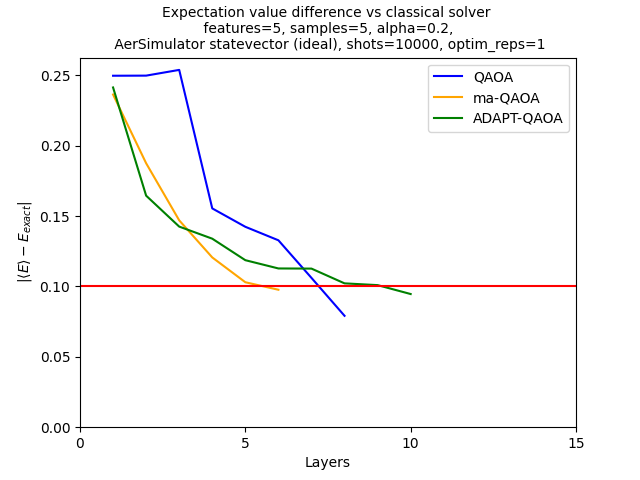 Expectation value difference vs classical solver
features=5, samples=5, alpha=0.2,
AerSimulator statevector (ideal), shots=10000, optim_reps=1
QAOA
ma-QAOA
ADAPT-QAOA
0.25
0.20
0.15
0.10
0.05
0.00
|⟨E⟩ − E_exact|
0
5
10
15
Layers